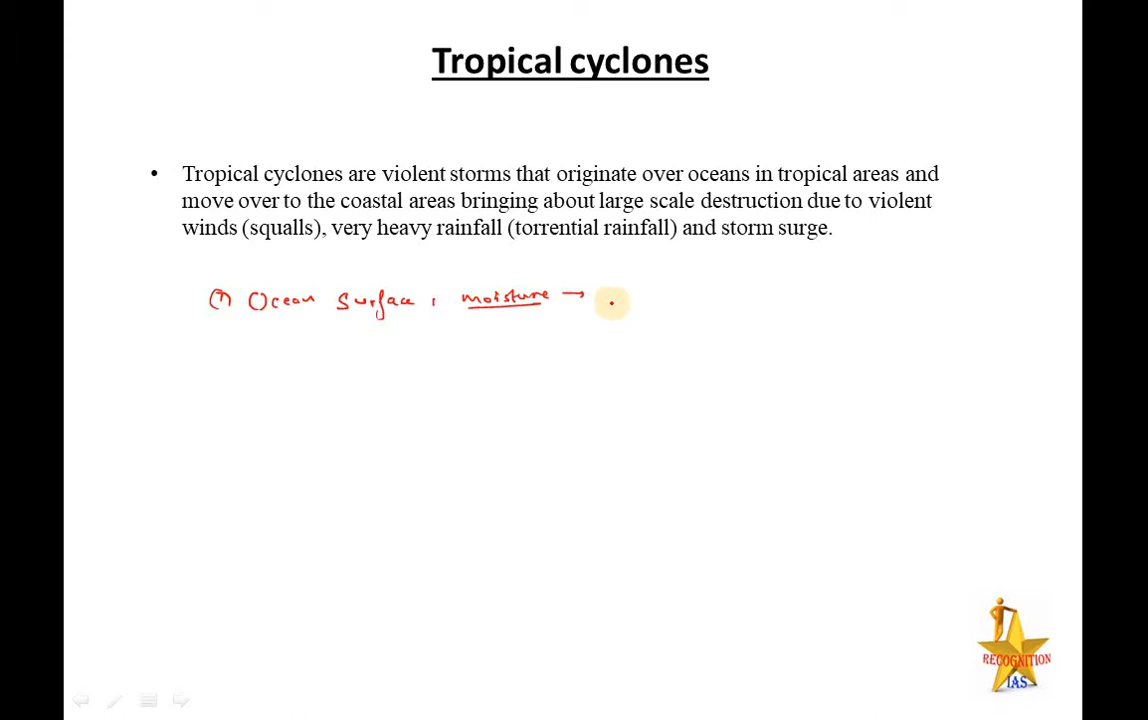 Tropical cyclones
• Tropical cyclones are violent storms that originate over oceans in tropical areas and
move over to the coastal areas bringing about large scale destruction due to violent
winds (squalls), very heavy rainfall (torrential rainfall) and storm surge.
Ocean Surface, moisture →
RECOGNITION
IAS